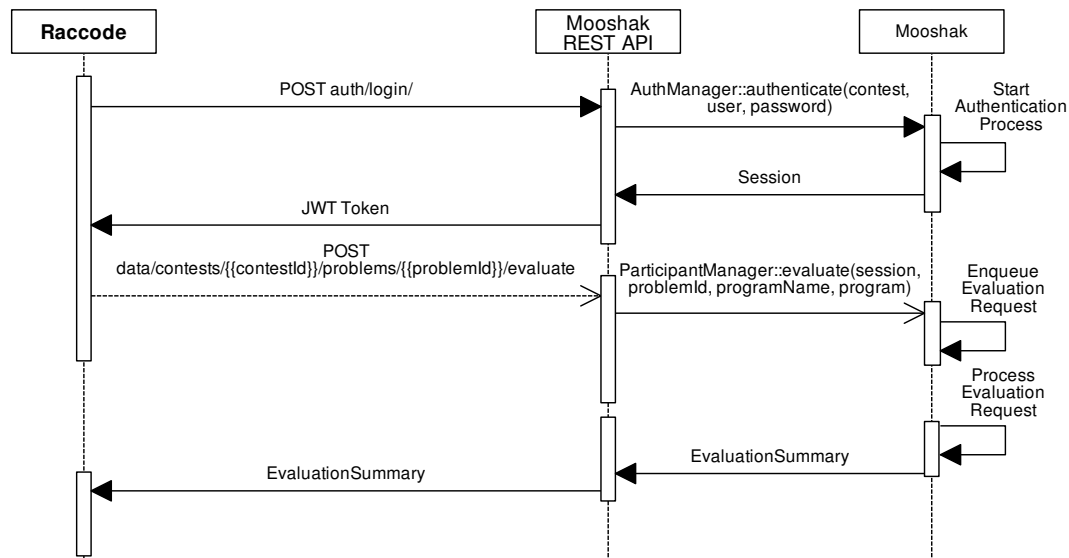 Raccode
Mooshak
REST API
Mooshak
POST auth/login/
AuthManager::authenticate(contest,
user, password)
Start
Authentication
Process
Session
JWT Token
POST
data/contests/{{contestId}}/problems/{{problemId}}/evaluate
ParticipantManager::evaluate(session,
problemId, programName, program)
Enqueue
Evaluation
Request
Process
Evaluation
Request
EvaluationSummary
EvaluationSummary